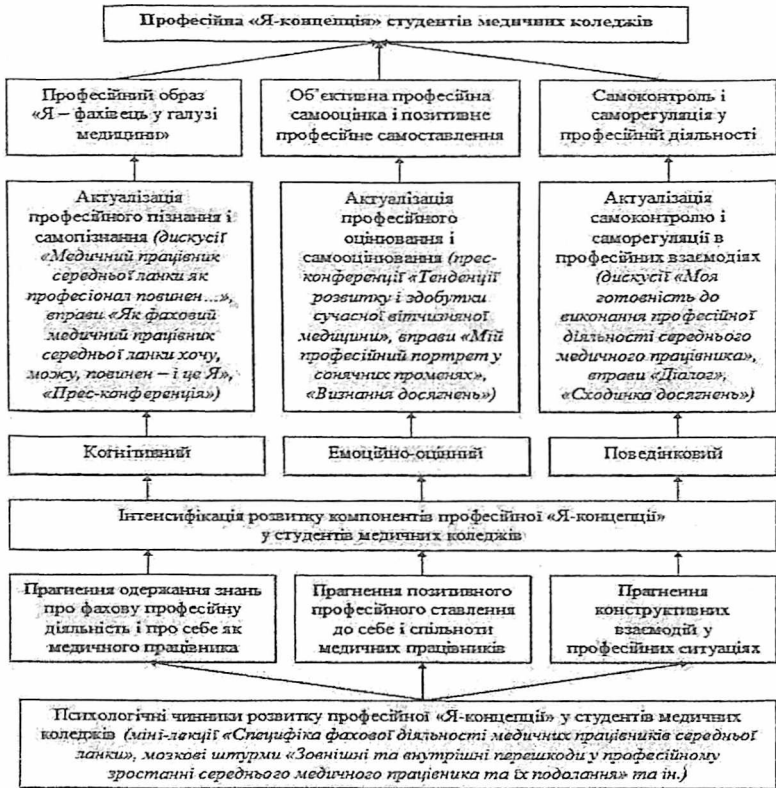 Професійна «Я-концепція» студентів медичних коледжів
Професійний образ
«Я – фахівець у галузі
медицини»
Об’єктивна професійна
самооцінка і позитивне
професійне самоставлення
Самоконтроль і
саморегуляція у
професійній діяльності
Актуалізація
професійного пізнання і
самопізнання (дискусії
«Медичний працівник
середньої ланки як
професіонал повинен…»,
вправи «Як фаховий
медичний працівник
середньої ланки хочу,
можу, повинен – і це Я»,
«Прес-конференція»)
Актуалізація
професійного
оцінювання і
самооцінювання (прес-
конференції «Тенденції
розвитку і здобутки
сучасної вітчизняної
медицини», вправи «Мій
професійний портрет у
сонячних променях»,
«Визнання досягнень»)
Актуалізація
самоконтролю і
саморегуляції в
професійних взаємодіях
(дискусії «Моя
готовність до
виконання професійної
діяльності середнього
медичного працівника»,
вправи «Діалог»,
«Сходинка досягнень»)
Когнітивний
Емоційно-оцінний
Поведінковий
Інтенсифікація розвитку компонентів професійної «Я-концепції»
у студентів медичних коледжів
Прагнення одержання знань
про фахову професійну
діяльність і про себе як
медичного працівника
Прагнення позитивного
професійного ставлення
до себе і спільноти
медичних працівників
Прагнення
конструктивних
взаємодій у
професійних ситуаціях
Психологічні чинники розвитку професійної «Я-концепції» у студентів медичних
коледжів (міні-лекції «Специфіка фахової діяльності медичних працівників середньої
ланки», мозкові штурми «Зовнішні та внутрішні перешкоди у професійному
зростанні середнього медичного працівника та їх подолання» та ін.)